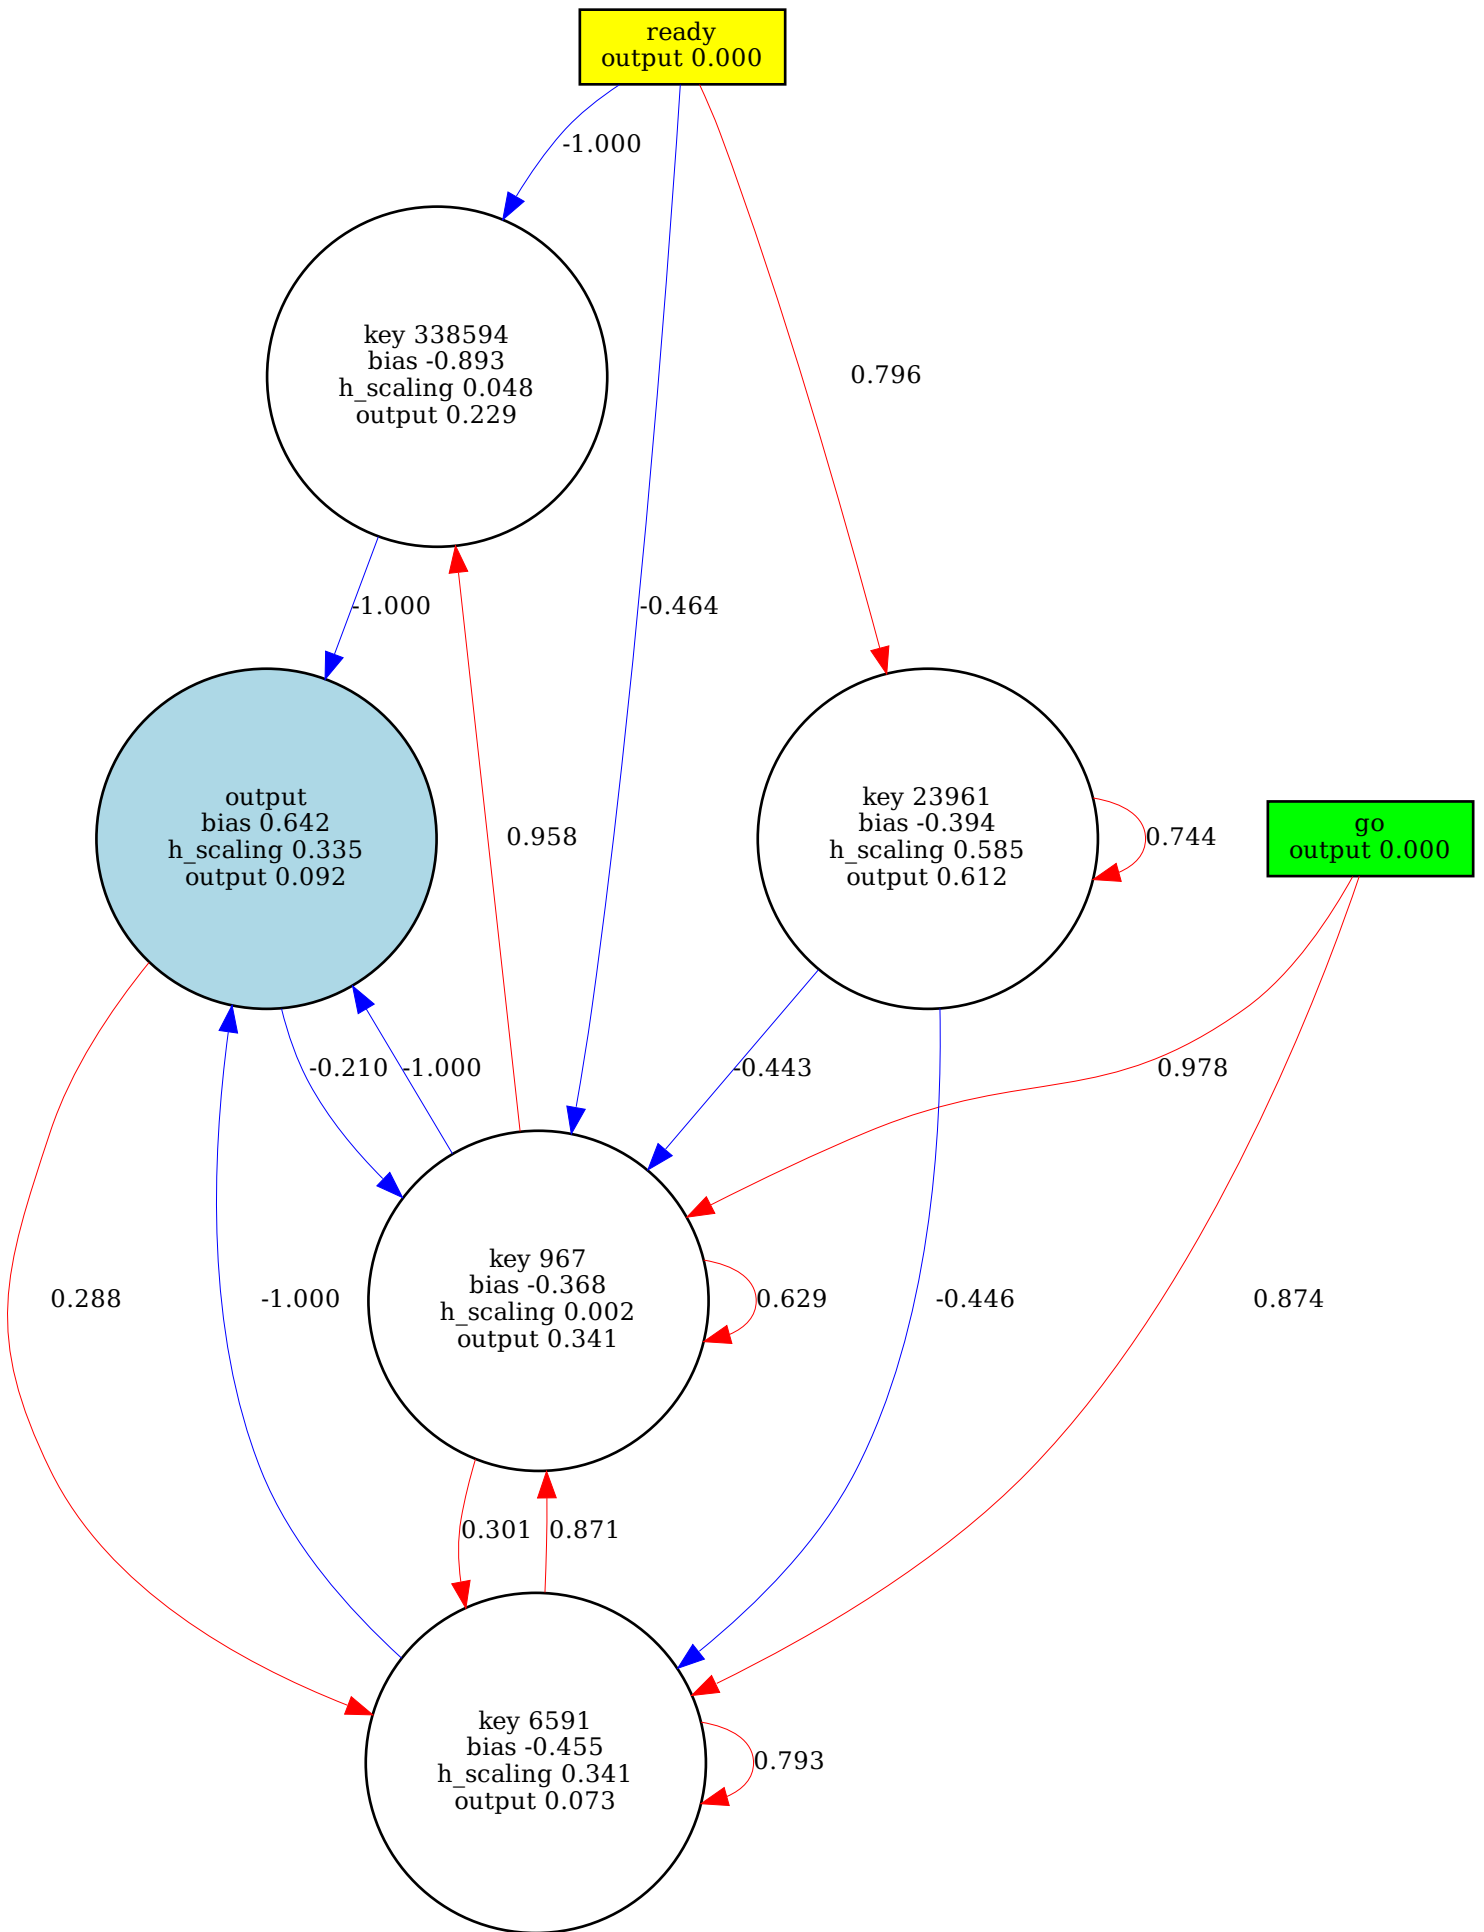 ready
output 0.000
-1.000
key 338594
bias -0.893
h_scaling 0.048
output 0.229
0.796
-1.000
-0.464
output
bias 0.642
h_scaling 0.335
output 0.092
0.958
key 23961
bias -0.394
h_scaling 0.585
output 0.612
0.744
go
output 0.000
-0.210
-1.000
-0.443
0.978
0.288
-1.000
key 967
bias -0.368
h_scaling 0.002
output 0.341
0.629
-0.446
0.874
0.301
0.871
key 6591
bias -0.455
h_scaling 0.341
output 0.073
0.793